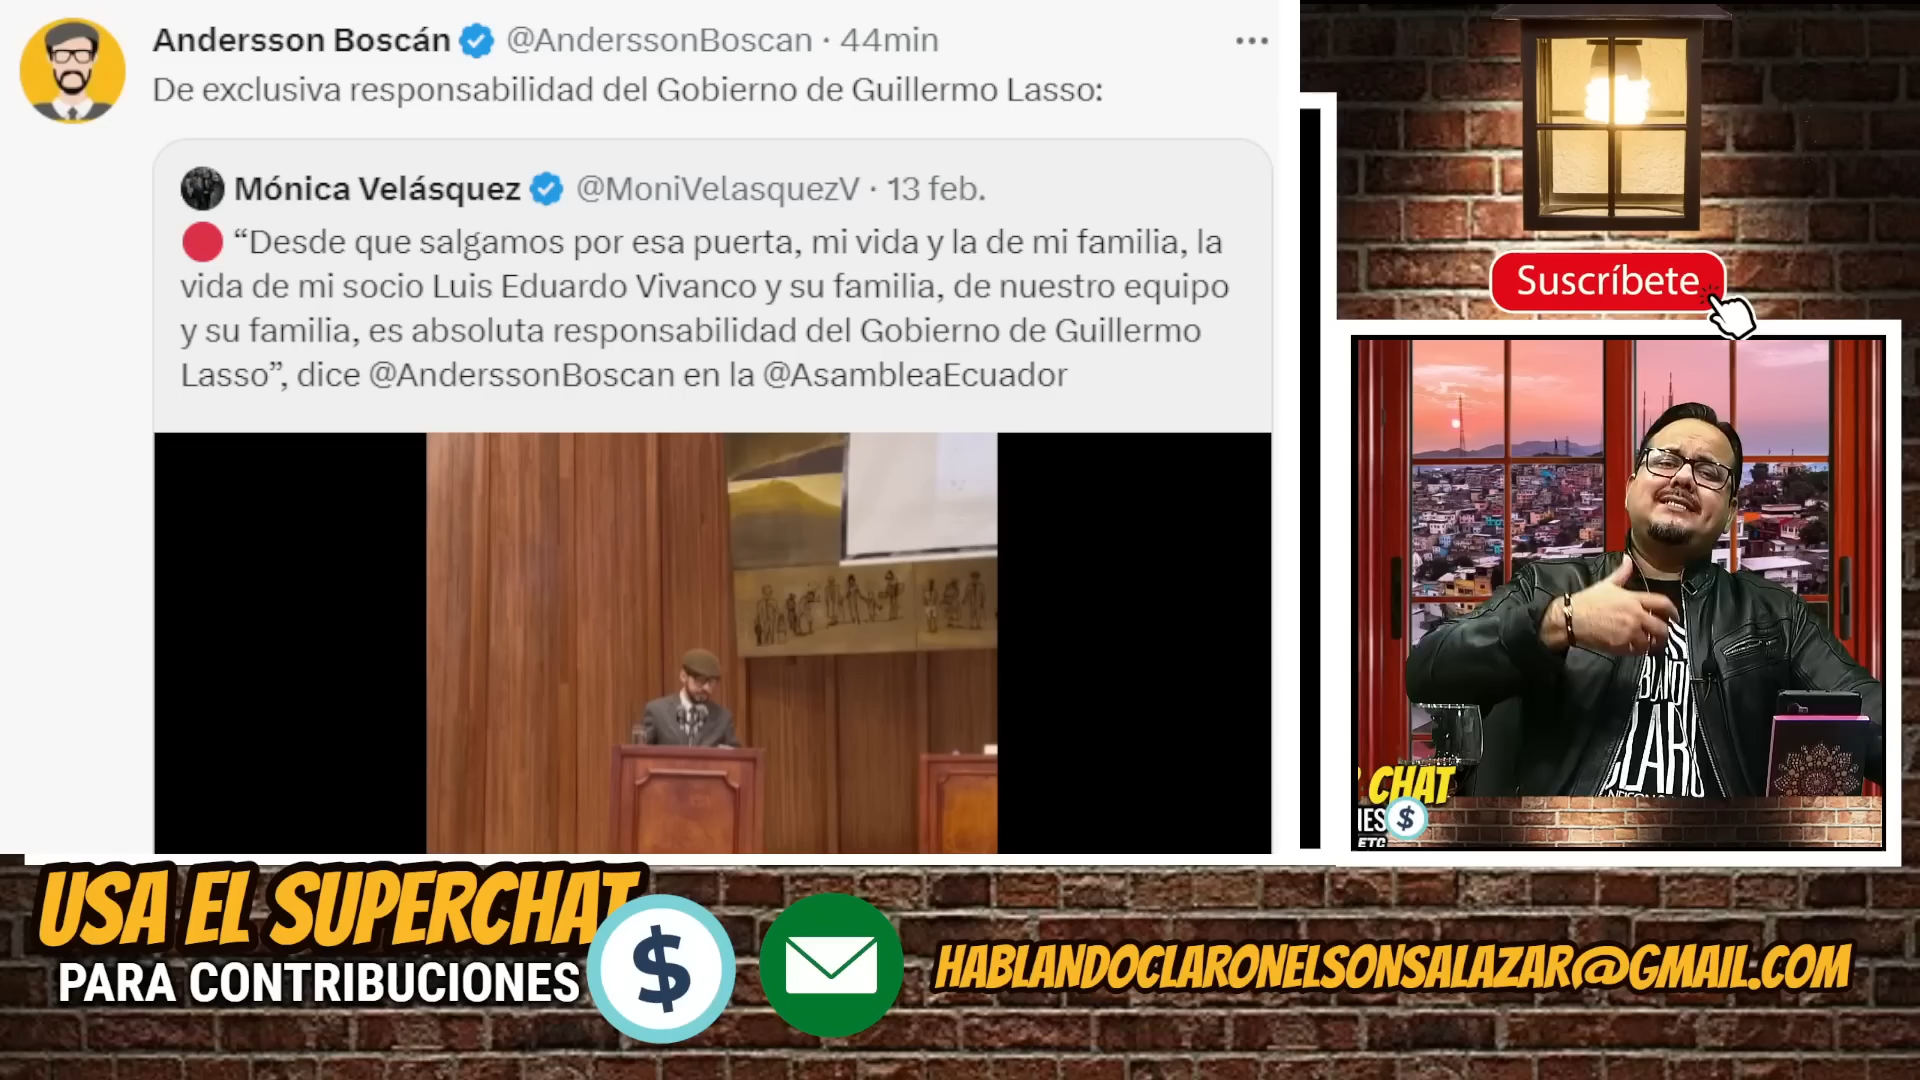 Andersson Boscán @AnderssonBoscan · 44min
De exclusiva responsabilidad del Gobierno de Guillermo Lasso:
Mónica Velásquez @MoniVelasquezV · 13 feb.
“Desde que salgamos por esa puerta, mi vida y la de mi familia, la
vida de mi socio Luis Eduardo Vivanco y su familia, de nuestro equipo
y su familia, es absoluta responsabilidad del Gobierno de Guillermo
Lasso”, dice @AnderssonBoscan en la @AsambleaEcuador
Suscríbete
CHAT
$
ETC
USA EL SUPERCHAT
PARA CONTRIBUCIONES
$
HABLANDOCLARONELSONSALAZAR@GMAIL.COM